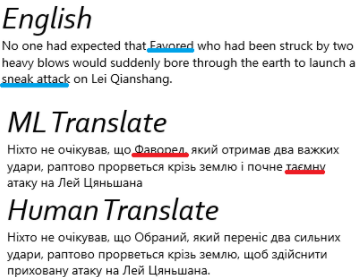 English
No one had expected that Favored who had been struck by two
heavy blows would suddenly bore through the earth to launch a
sneak attack on Lei Qianshang.
ML Translate
Ніхто не очікував, що Фаворед, який отримав два важких
удари, раптово прорветься крізь землю і почне таємну
атаку на Лей Цяньшана
Human Translate
Ніхто не очікував, що Обраний, який переніс два сильних
удари, раптово прорветься крізь землю, щоб здійснити
приховану атаку на Лей Цяньшана.